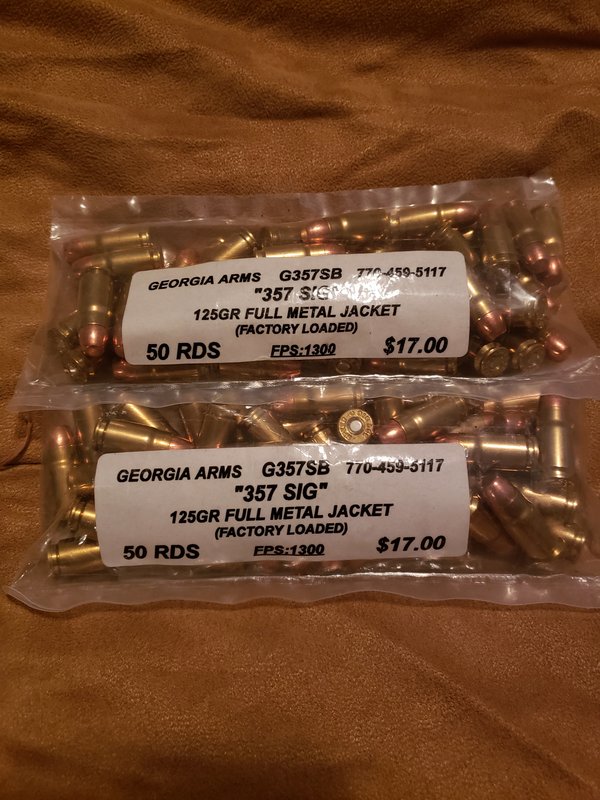 GEORGIA ARMS G357SB 770-459-5117
"357 SIG"
125GR FULL METAL JACKET
(FACTORY LOADED)
50 RDS FPS:1300 $17.00
GEORGIA ARMS G357SB 770-459-5117
"357 SIG"
125GR FULL METAL JACKET
(FACTORY LOADED)
50 RDS FPS:1300 $17.00